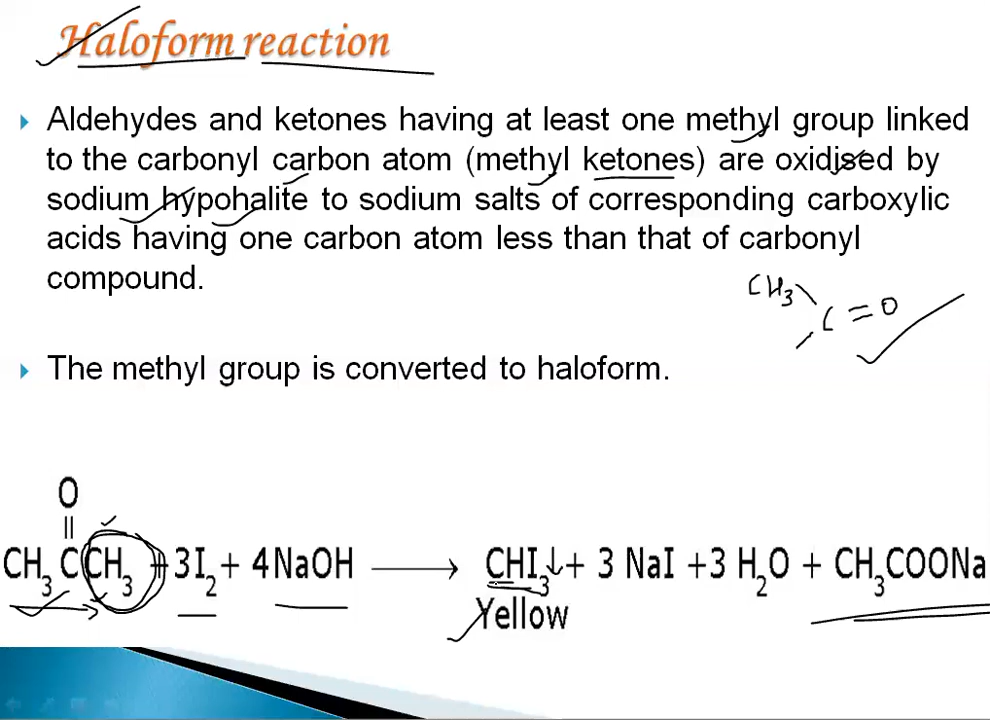 Haloform reaction
Aldehydes and ketones having at least one methyl group linked
to the carbonyl carbon atom (methyl ketones) are oxidised by
sodium hypohalite to sodium salts of corresponding carboxylic
acids having one carbon atom less than that of carbonyl
compound.
CH₃
C=O
The methyl group is converted to haloform.
O
||
CH₃CCH₃ + 3I₂ + 4NaOH ⟶ CHI₃↓ + 3 NaI +3 H₂O + CH₃COONa
Yellow